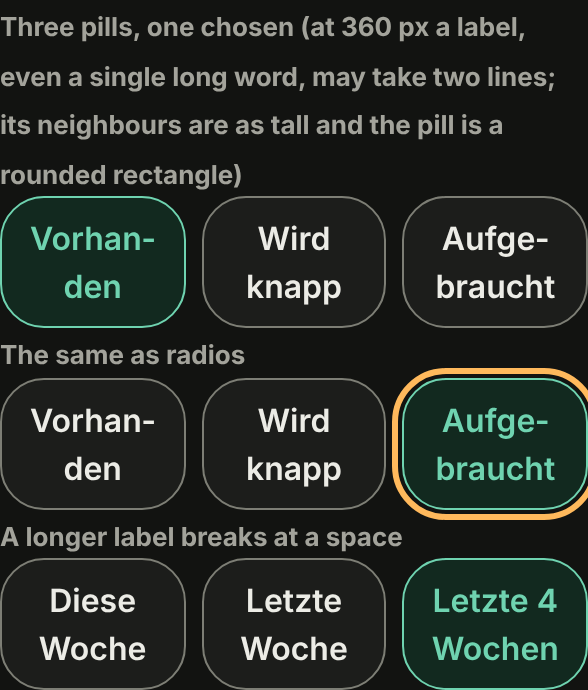 Three pills, one chosen (at 360 px a label,
even a single long word, may take two lines;
its neighbours are as tall and the pill is a
rounded rectangle)
Vorhan-
den
Wird
knapp
Aufge-
braucht
The same as radios
Vorhan-
den
Wird
knapp
Aufge-
braucht
A longer label breaks at a space
Diese
Woche
Letzte
Woche
Letzte 4
Wochen